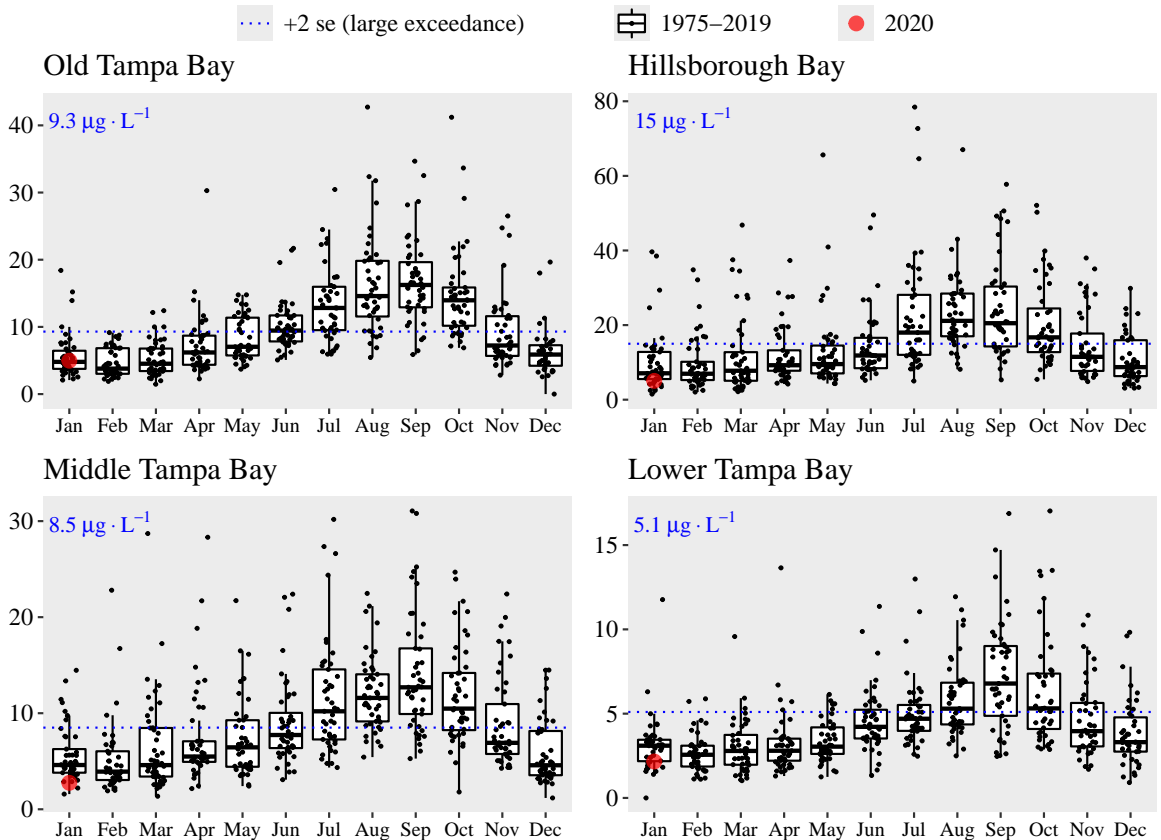 +2 se (large exceedance) 1975−2019 2020
Old Tampa Bay
9.3 μg ⋅ L⁻¹
40
30
20
10
0
Jan Feb Mar Apr May Jun Jul Aug Sep Oct Nov Dec
Hillsborough Bay
15 μg ⋅ L⁻¹
80
60
40
20
0
Jan Feb Mar Apr May Jun Jul Aug Sep Oct Nov Dec
Middle Tampa Bay
8.5 μg ⋅ L⁻¹
30
20
10
0
Jan Feb Mar Apr May Jun Jul Aug Sep Oct Nov Dec
Lower Tampa Bay
5.1 μg ⋅ L⁻¹
15
10
5
0
Jan Feb Mar Apr May Jun Jul Aug Sep Oct Nov Dec